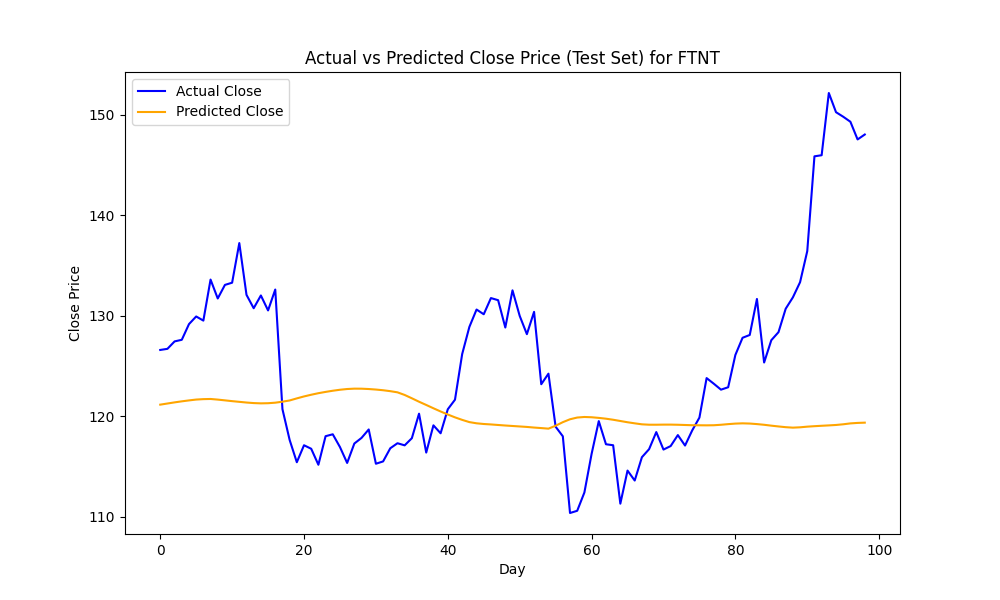 Actual vs Predicted Close Price (Test Set) for FTNT
Actual Close
Predicted Close
150
140
130
120
110
Close Price
0 20 40 60 80 100
Day